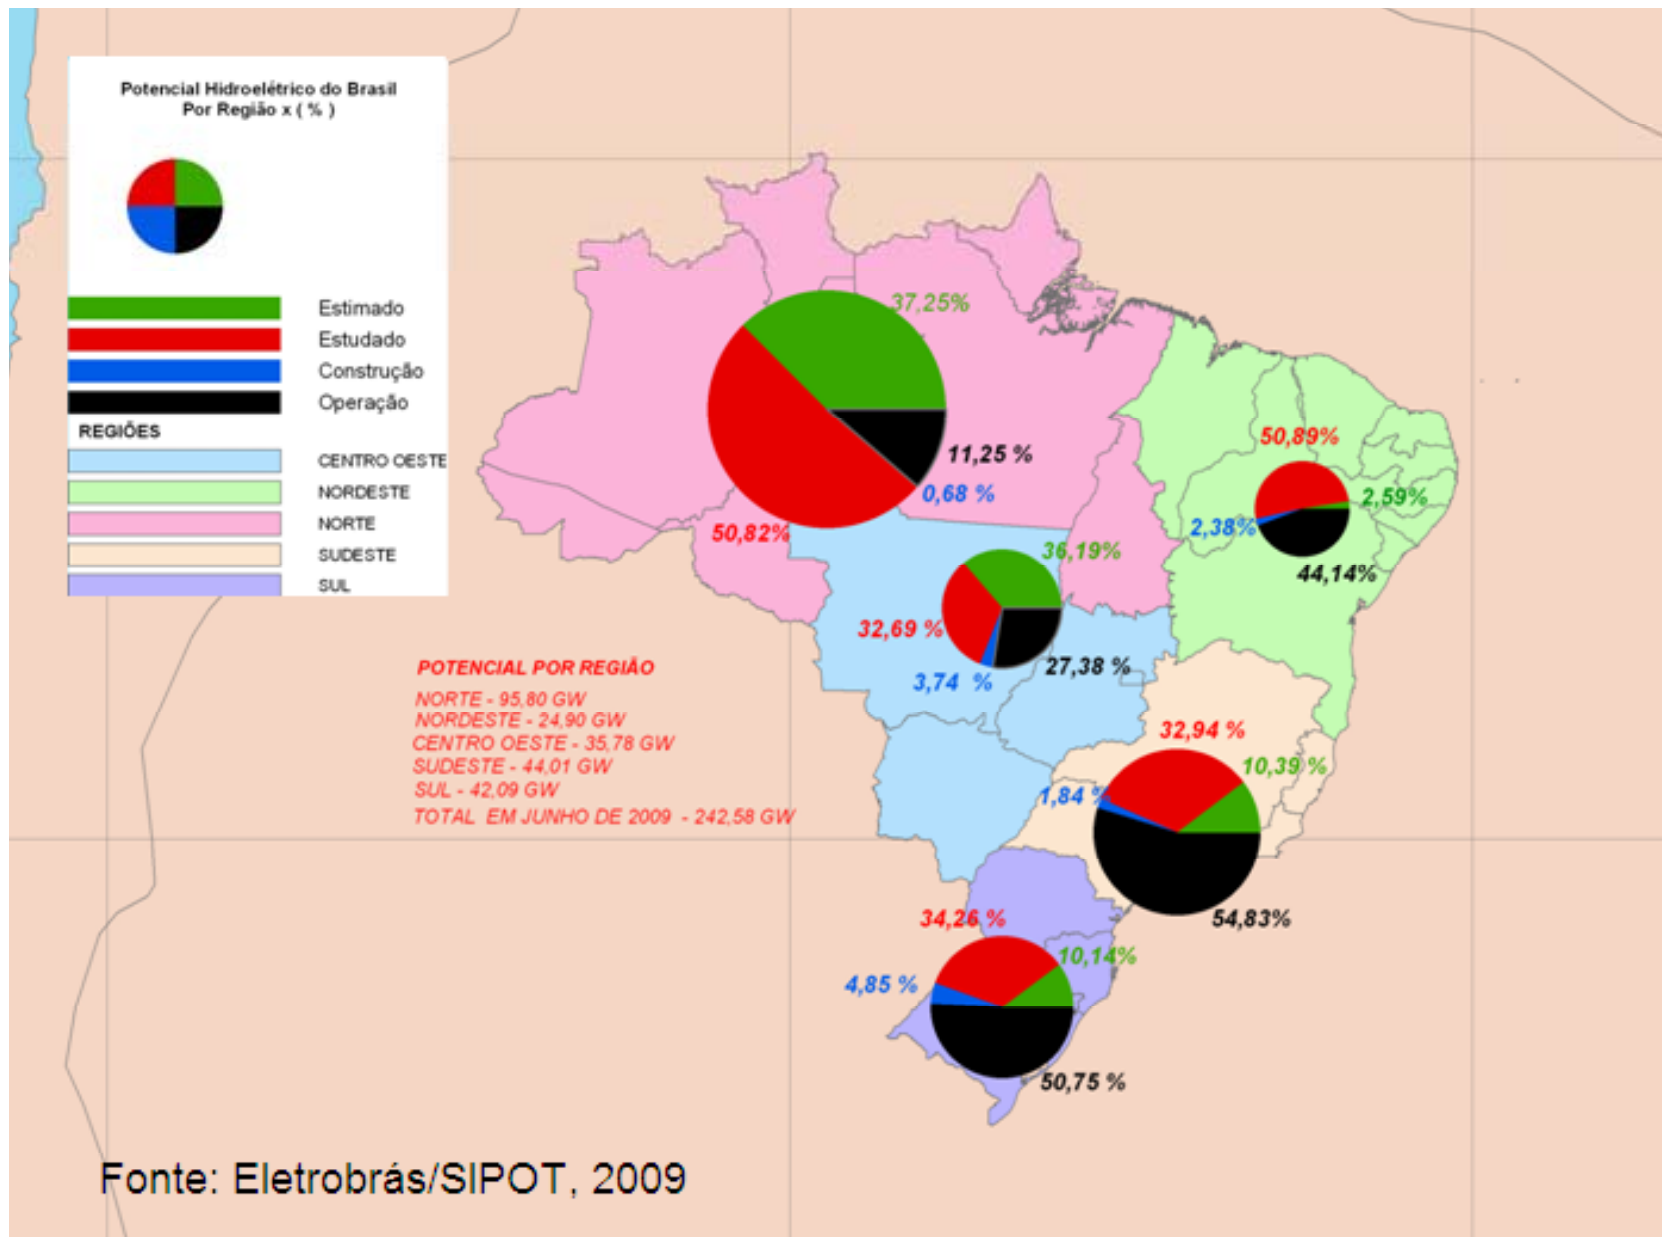 Potencial Hidroelétrico do Brasil
Por Região x ( % )
Estimado
Estudado
Construção
Operação
REGIÕES
CENTRO OESTE
NORDESTE
NORTE
SUDESTE
SUL
37,25%
11,25 %
0,68 %
50,82%
50,89%
2,59%
2,38%
44,14%
36,19%
32,69 %
27,38 %
3,74 %
POTENCIAL POR REGIÃO
NORTE - 95,80 GW
NORDESTE - 24,90 GW
CENTRO OESTE - 35,78 GW
SUDESTE - 44,01 GW
SUL - 42,09 GW
TOTAL EM JUNHO DE 2009 - 242,58 GW
32,94 %
10,39 %
1,84 %
54,83%
34,26 %
10,14%
4,85 %
50,75 %
Fonte: Eletrobrás/SIPOT, 2009